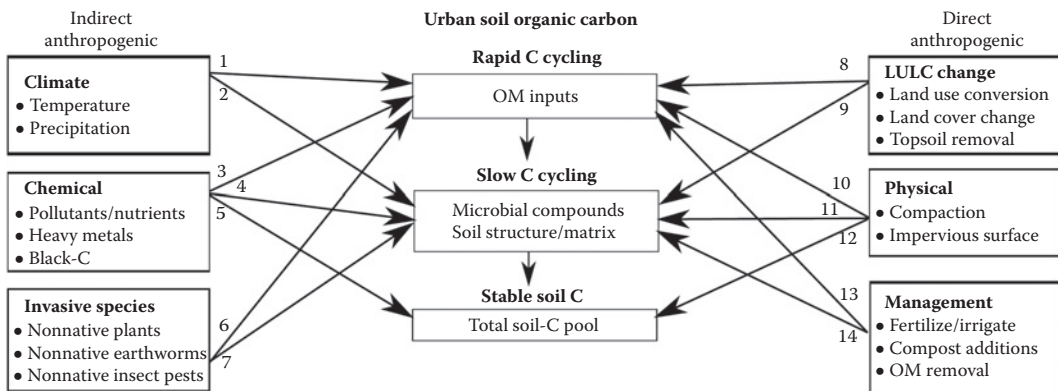 Indirect
anthropogenic
Climate
● Temperature
● Precipitation
Chemical
● Pollutants/nutrients
● Heavy metals
● Black-C
Invasive species
● Nonnative plants
● Nonnative earthworms
● Nonnative insect pests
1
2
3
4
5
6
7
Urban soil organic carbon
Rapid C cycling
OM inputs
Slow C cycling
Microbial compounds
Soil structure/matrix
Stable soil C
Total soil-C pool
8
9
10
11
12
13
14
Direct
anthropogenic
LULC change
● Land use conversion
● Land cover change
● Topsoil removal
Physical
● Compaction
● Impervious surface
Management
● Fertilize/irrigate
● Compost additions
● OM removal